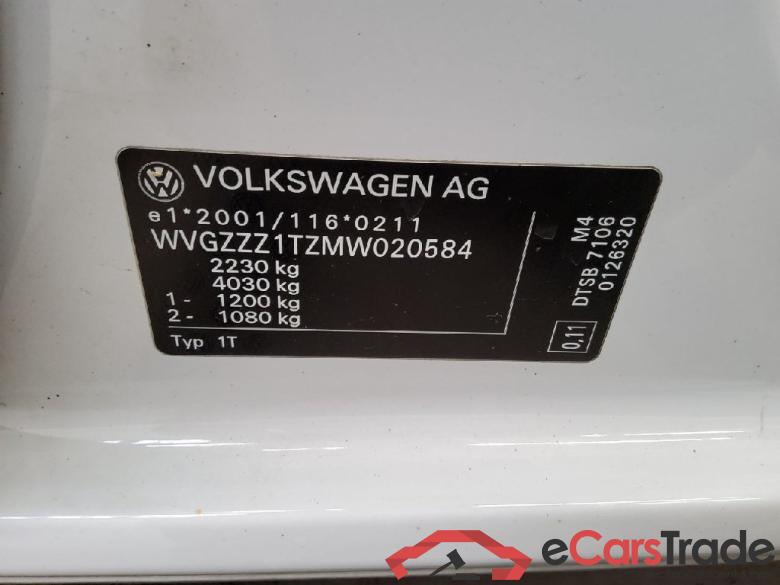 VOLKSWAGEN AG
e1*2001/116*0211
WVGZZZ1TZMW020584
2230 kg
4030 kg
1 - 1200 kg
2 - 1080 kg
Typ 1T
M4
DTSB 7106
0126320
0,11
eCarsTrade